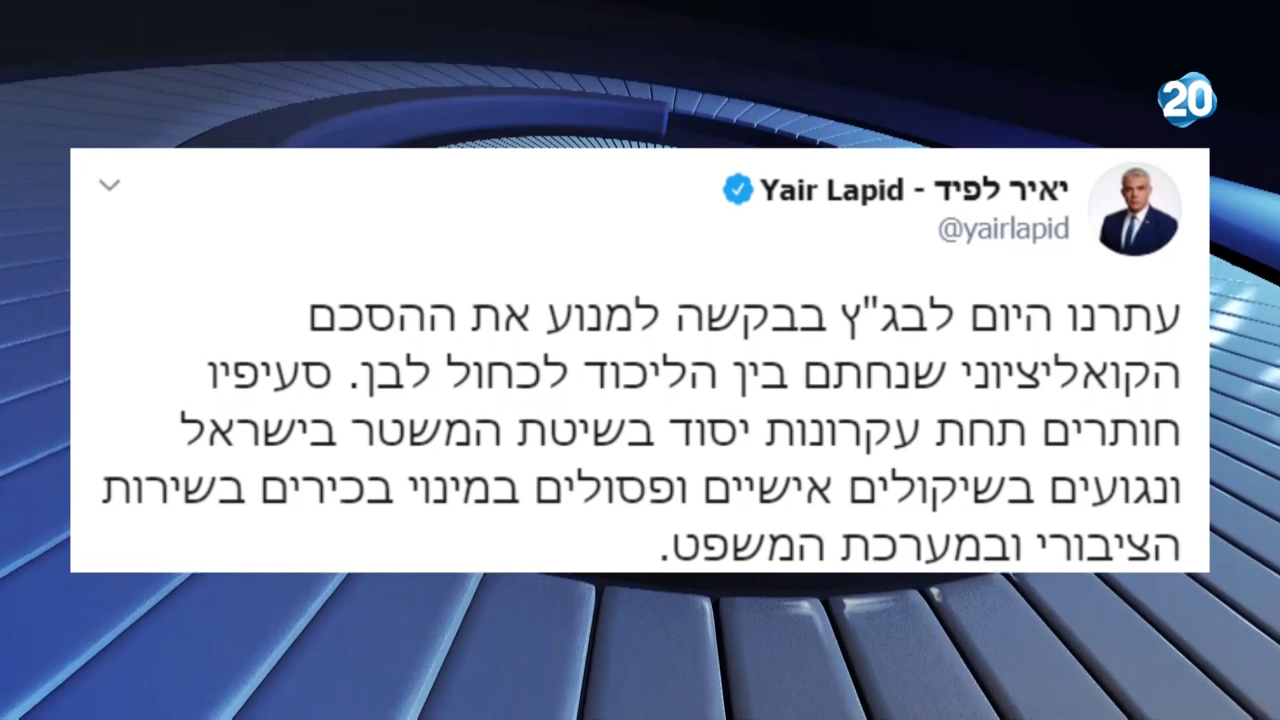 20
יאיר לפיד - Yair Lapid
@yairlapid
עתרנו היום לבג"ץ בבקשה למנוע את ההסכם
הקואליציוני שנחתם בין הליכוד לכחול לבן. סעיפיו
חותרים תחת עקרונות יסוד בשיטת המשטר בישראל
ונגועים בשיקולים אישיים ופסולים במינוי בכירים בשירות
הציבורי ובמערכת המשפט.